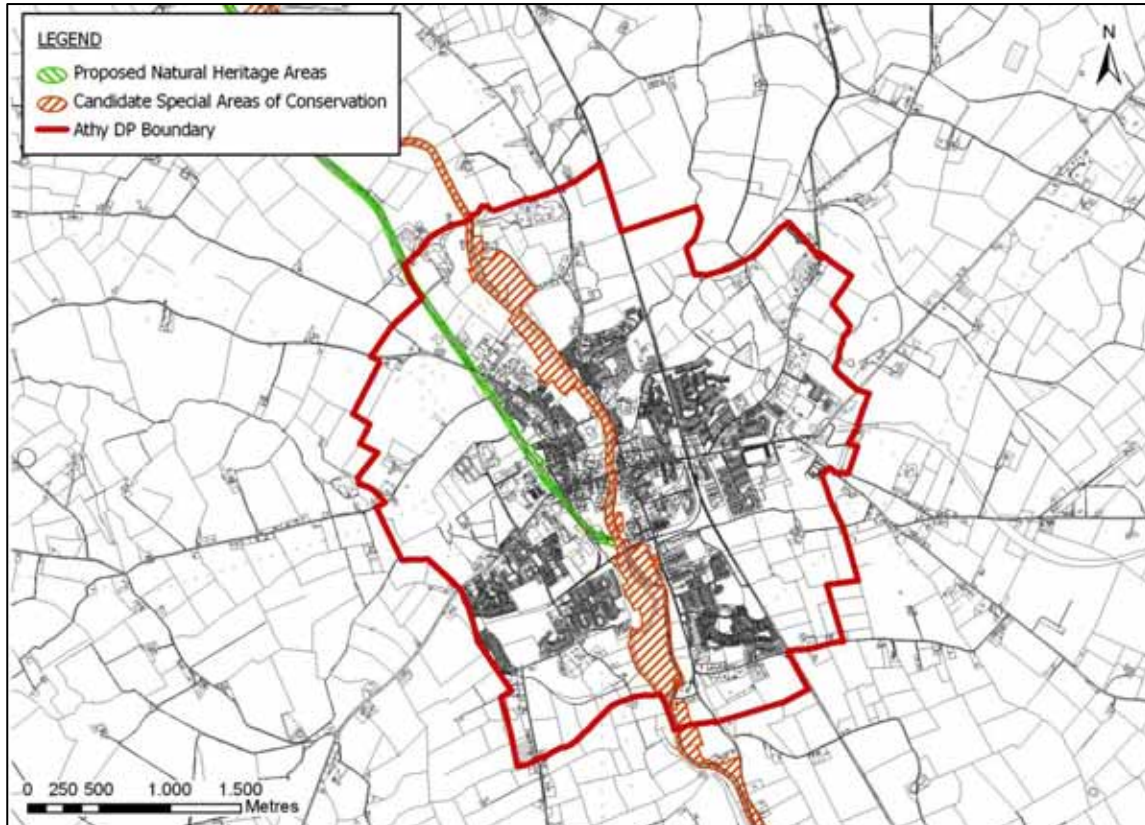 LEGEND
Proposed Natural Heritage Areas
Candidate Special Areas of Conservation
Athy DP Boundary
N
0 250 500 1.000 1.500
Metres